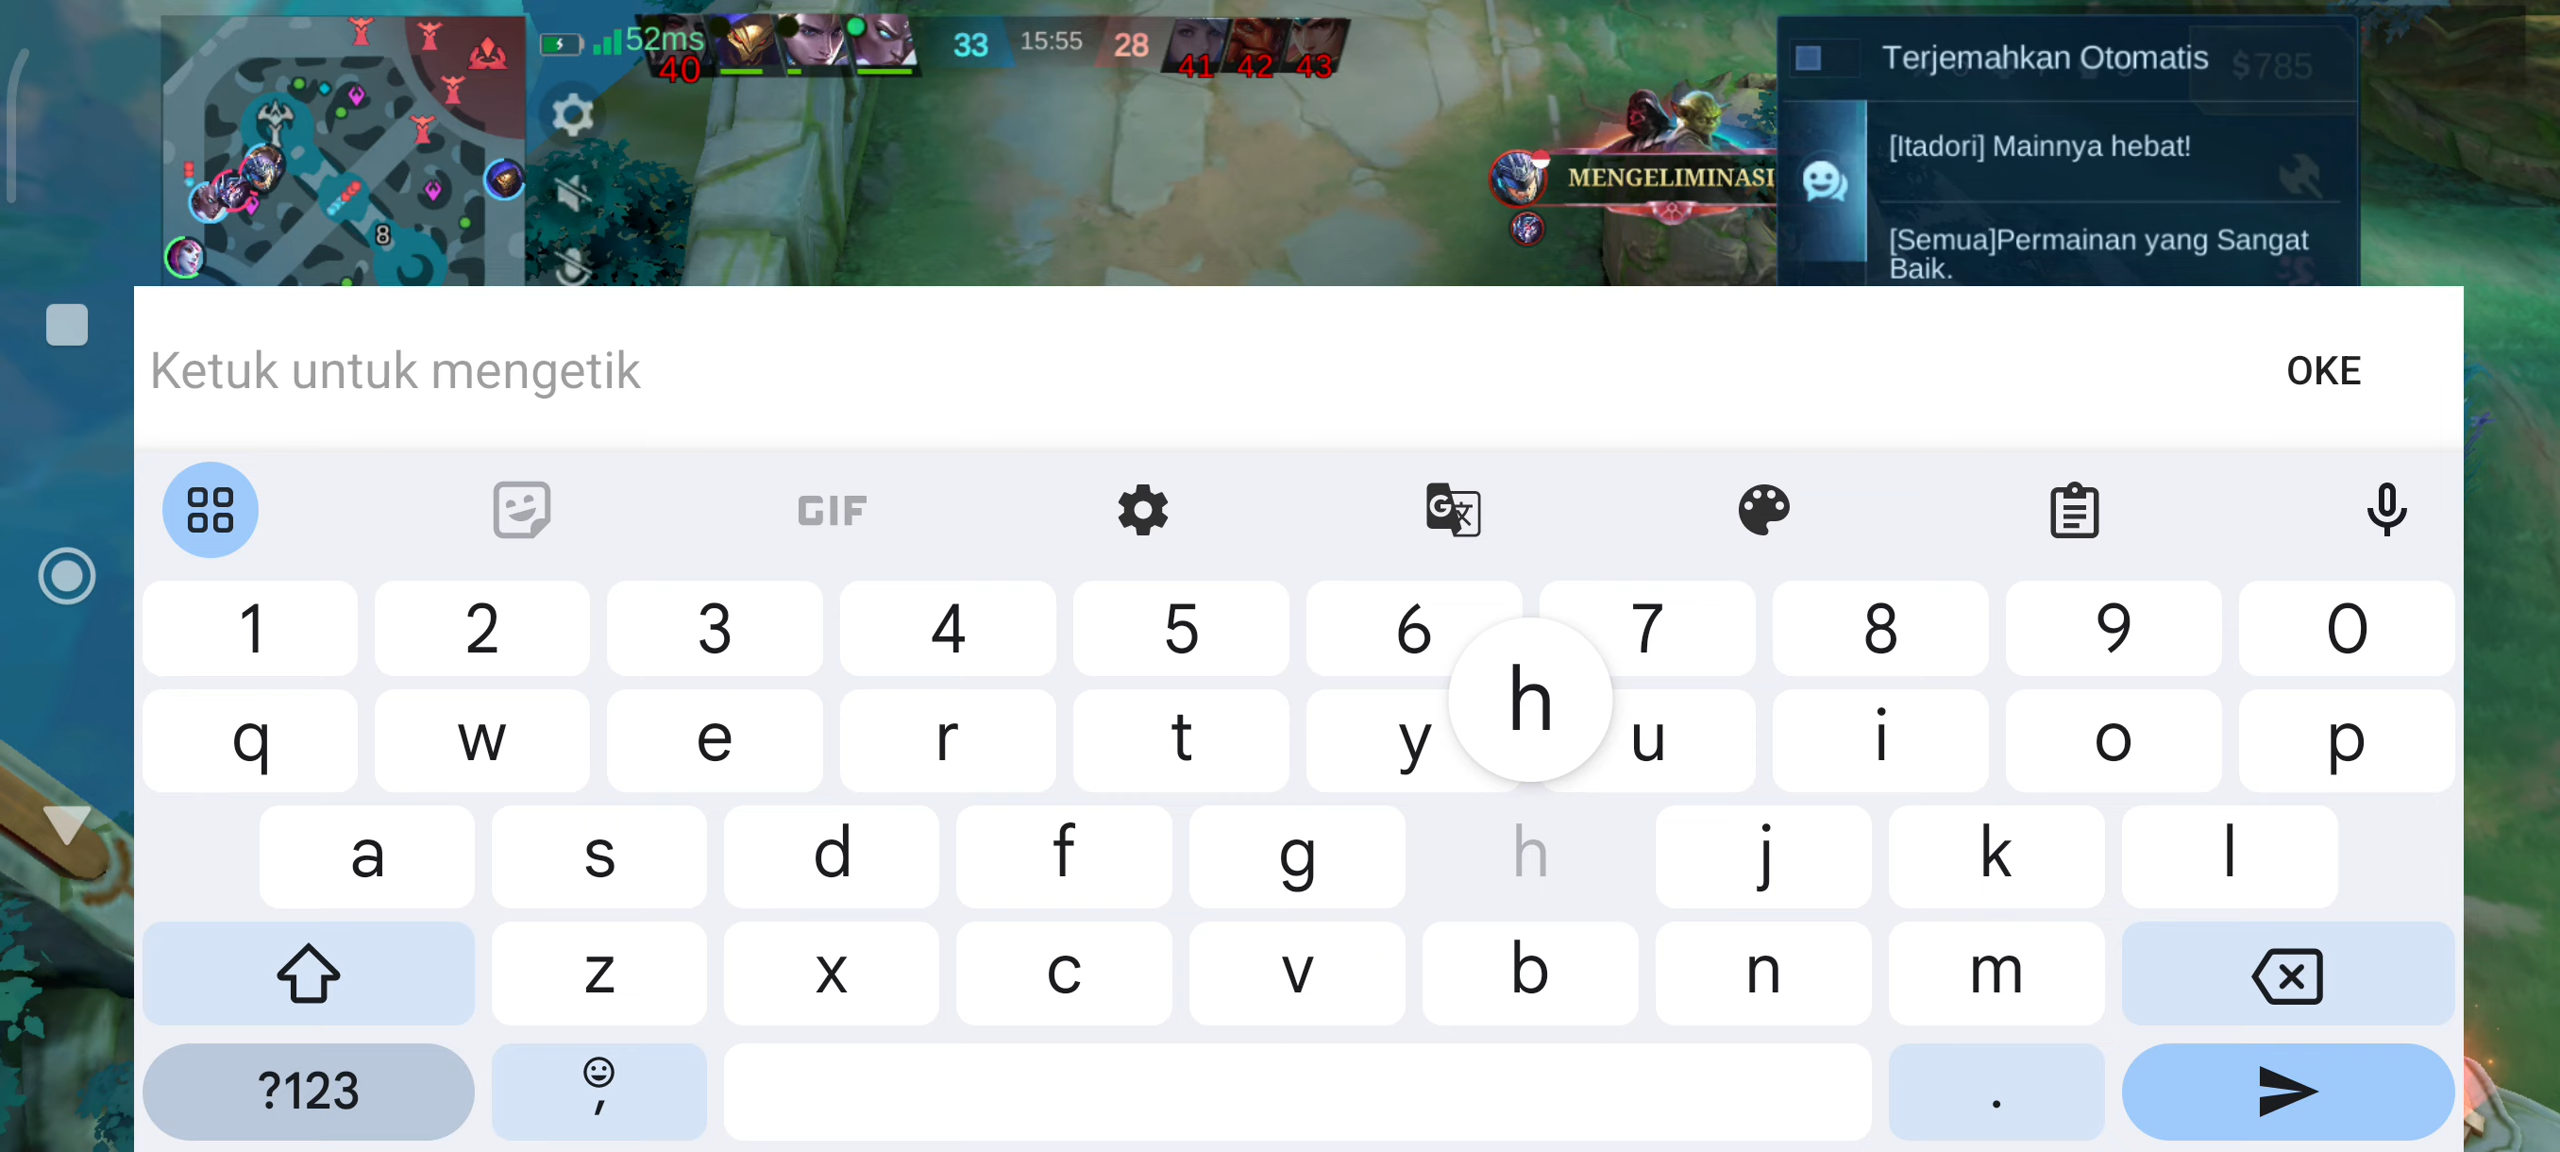 52ms
40
33
15:55
28
41
42
43
Terjemahkan Otomatis
$785
[Itadori] Mainnya hebat!
MENGELIMINASI
[Semua]Permainan yang Sangat
Baik.
8
Ketuk untuk mengetik
OKE
GIF
1 2 3 4 5 6 7 8 9 0
h
q w e r t y u i o p
a s d f g h j k l
z x c v b n m
?123 , .